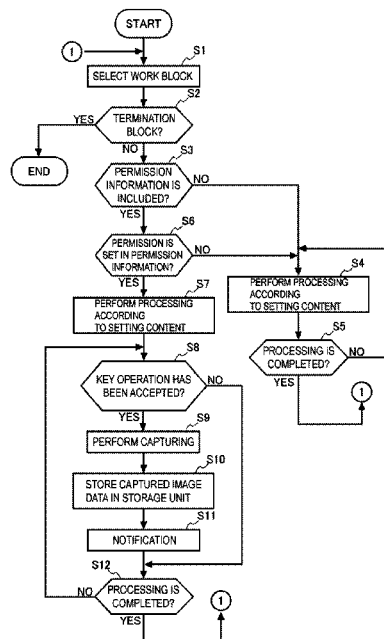 START
1
S1
SELECT WORK BLOCK
S2
YES
TERMINATION
BLOCK?
END
NO
S3
PERMISSION
INFORMATION IS
INCLUDED?
NO
YES
S6
PERMISSION IS
SET IN PERMISSION
INFORMATION?
NO
YES
S7
PERFORM PROCESSING
ACCORDING
TO SETTING CONTENT
S4
PERFORM PROCESSING
ACCORDING
TO SETTING CONTENT
S5
PROCESSING IS
COMPLETED?
NO
YES
1
S8
KEY OPERATION HAS
BEEN ACCEPTED?
NO
YES
S9
PERFORM CAPTURING
S10
STORE CAPTURED IMAGE
DATA IN STORAGE UNIT
S11
NOTIFICATION
S12
NO
PROCESSING IS
COMPLETED?
YES
1